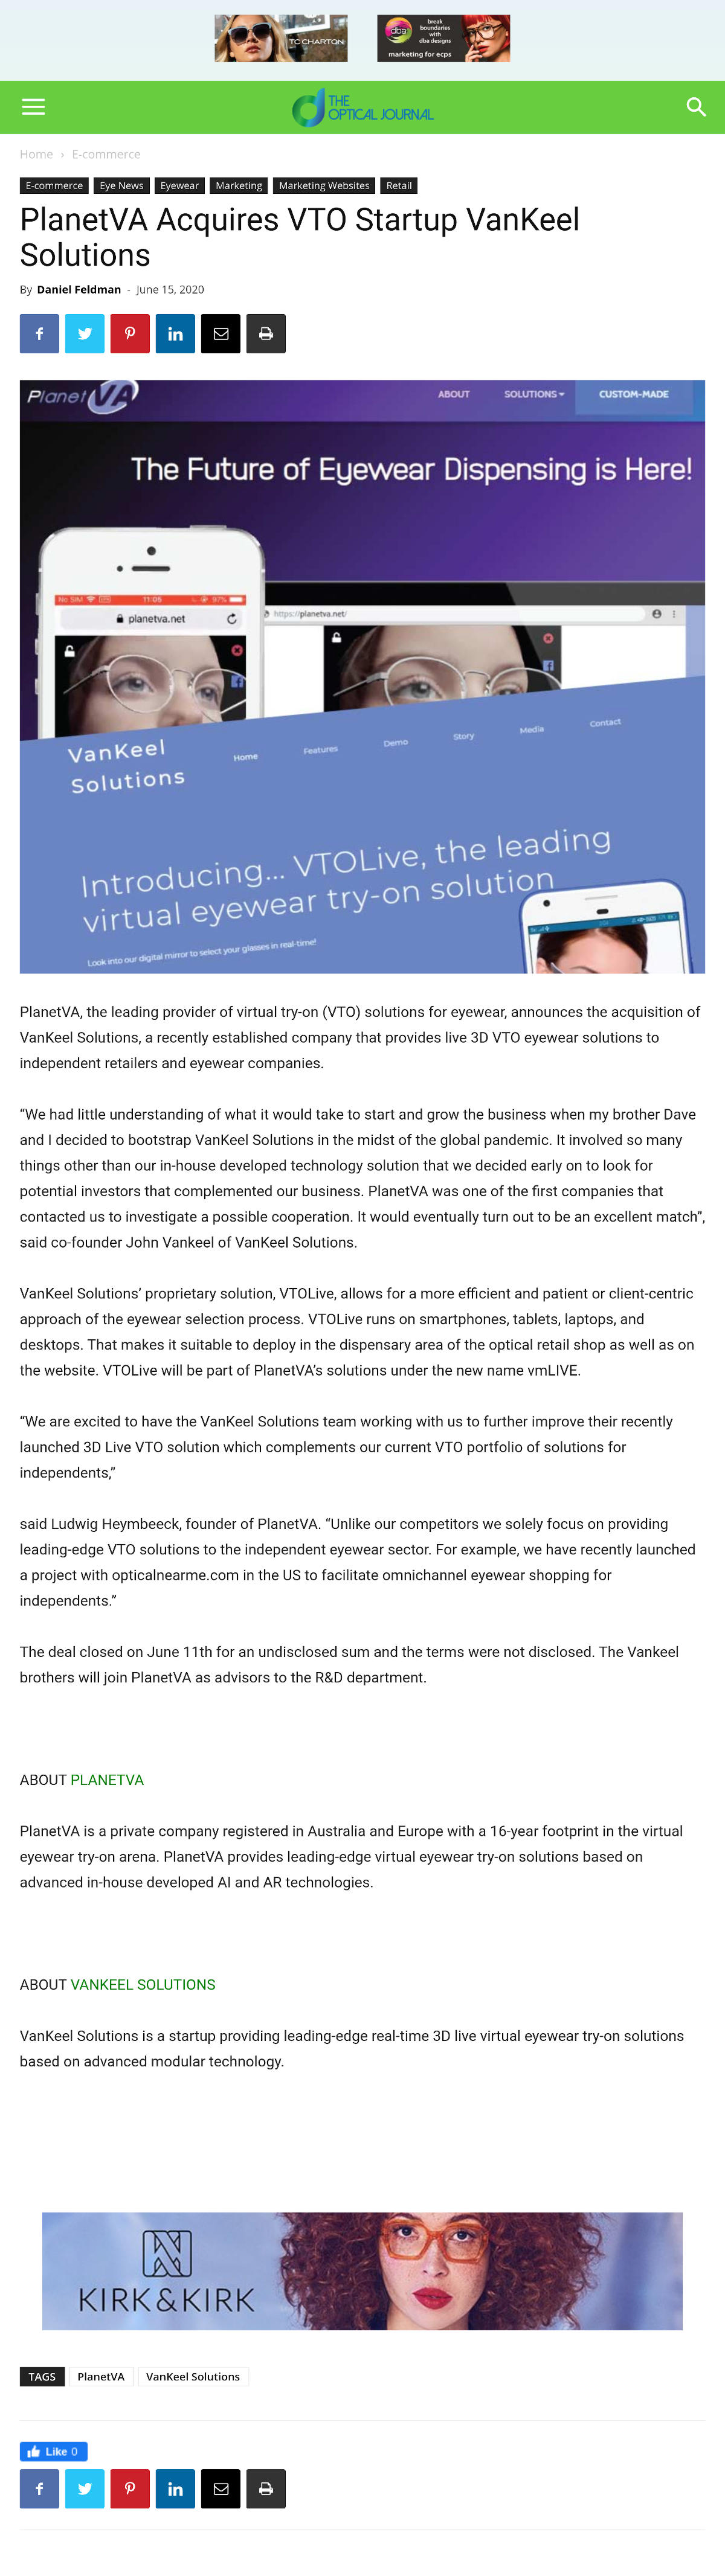 TC CHARTON
dba
break
boundaries
with
dba designs
marketing for ecps
THE
OPTICAL JOURNAL
Home › E-commerce
E-commerce Eye News Eyewear Marketing Marketing Websites Retail
PlanetVA Acquires VTO Startup VanKeel
Solutions
By Daniel Feldman - June 15, 2020
PlanetVA ABOUT SOLUTIONS CUSTOM-MADE
The Future of Eyewear Dispensing is Here!
No SIM 11:05 97%
planetva.net
https://planetva.net/
VanKeel
Solutions
Home Features Demo Story Media Contact
Introducing... VTOLive, the leading
virtual eyewear try-on solution
Look into our digital mirror to select your glasses in real-time!
PlanetVA, the leading provider of virtual try-on (VTO) solutions for eyewear, announces the acquisition of
VanKeel Solutions, a recently established company that provides live 3D VTO eyewear solutions to
independent retailers and eyewear companies.
“We had little understanding of what it would take to start and grow the business when my brother Dave
and I decided to bootstrap VanKeel Solutions in the midst of the global pandemic. It involved so many
things other than our in-house developed technology solution that we decided early on to look for
potential investors that complemented our business. PlanetVA was one of the first companies that
contacted us to investigate a possible cooperation. It would eventually turn out to be an excellent match”,
said co-founder John Vankeel of VanKeel Solutions.
VanKeel Solutions’ proprietary solution, VTOLive, allows for a more efficient and patient or client-centric
approach of the eyewear selection process. VTOLive runs on smartphones, tablets, laptops, and
desktops. That makes it suitable to deploy in the dispensary area of the optical retail shop as well as on
the website. VTOLive will be part of PlanetVA’s solutions under the new name vmLIVE.
“We are excited to have the VanKeel Solutions team working with us to further improve their recently
launched 3D Live VTO solution which complements our current VTO portfolio of solutions for
independents,”
said Ludwig Heymbeeck, founder of PlanetVA. “Unlike our competitors we solely focus on providing
leading-edge VTO solutions to the independent eyewear sector. For example, we have recently launched
a project with opticalnearme.com in the US to facilitate omnichannel eyewear shopping for
independents.”
The deal closed on June 11th for an undisclosed sum and the terms were not disclosed. The Vankeel
brothers will join PlanetVA as advisors to the R&D department.
ABOUT PLANETVA
PlanetVA is a private company registered in Australia and Europe with a 16-year footprint in the virtual
eyewear try-on arena. PlanetVA provides leading-edge virtual eyewear try-on solutions based on
advanced in-house developed AI and AR technologies.
ABOUT VANKEEL SOLUTIONS
VanKeel Solutions is a startup providing leading-edge real-time 3D live virtual eyewear try-on solutions
based on advanced modular technology.
KIRK & KIRK
TAGS PlanetVA VanKeel Solutions
Like 0